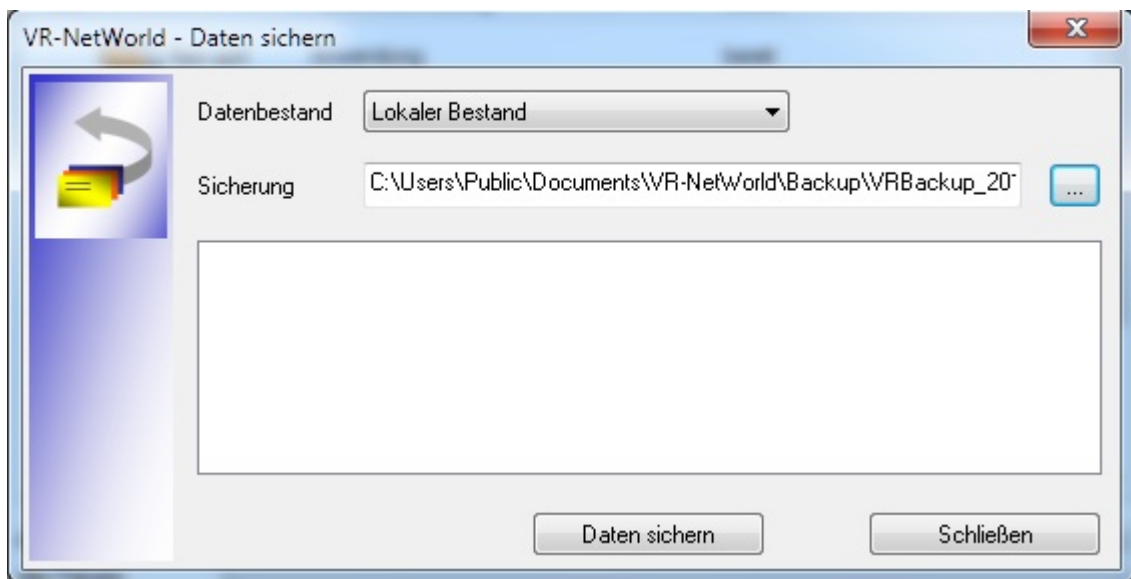 VR-NetWorld - Daten sichern
Datenbestand
Lokaler Bestand
Sicherung
C:\Users\Public\Documents\VR-NetWorld\Backup\VRBackup_20
...
Daten sichern
Schließen